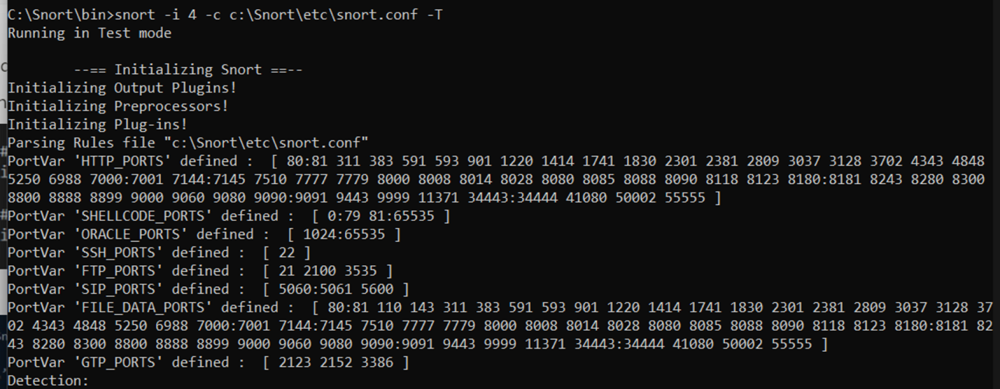 C:\Snort\bin>snort -i 4 -c c:\Snort\etc\snort.conf -T
Running in Test mode
--== Initializing Snort ==--
Initializing Output Plugins!
Initializing Preprocessors!
Initializing Plug-ins!
Parsing Rules file "c:\Snort\etc\snort.conf"
PortVar 'HTTP_PORTS' defined :  [ 80:81 311 383 591 593 901 1220 1414 1741 1830 2301 2381 2809 3037 3128 3702 4343 4848
5250 6988 7000:7001 7144:7145 7510 7777 7779 8000 8008 8014 8028 8080 8085 8088 8090 8118 8123 8180:8181 8243 8280 8300
8800 8888 8899 9000 9060 9080 9090:9091 9443 9999 11371 34443:34444 41080 50002 55555 ]
PortVar 'SHELLCODE_PORTS' defined :  [ 0:79 81:65535 ]
PortVar 'ORACLE_PORTS' defined :  [ 1024:65535 ]
PortVar 'SSH_PORTS' defined :  [ 22 ]
PortVar 'FTP_PORTS' defined :  [ 21 2100 3535 ]
PortVar 'SIP_PORTS' defined :  [ 5060:5061 5600 ]
PortVar 'FILE_DATA_PORTS' defined :  [ 80:81 110 143 311 383 591 593 901 1220 1414 1741 1830 2301 2381 2809 3037 3128 37
02 4343 4848 5250 6988 7000:7001 7144:7145 7510 7777 7779 8000 8008 8014 8028 8080 8085 8088 8090 8118 8123 8180:8181 82
43 8280 8300 8800 8888 8899 9000 9060 9080 9090:9091 9443 9999 11371 34443:34444 41080 50002 55555 ]
PortVar 'GTP_PORTS' defined :  [ 2123 2152 3386 ]
Detection: